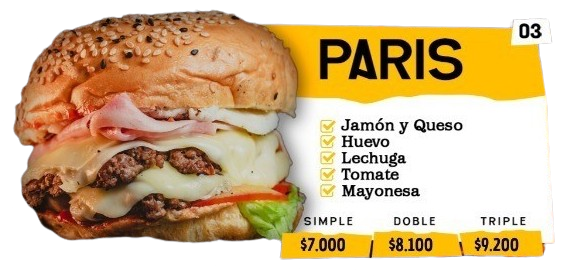 03
PARIS
Jamón y Queso
Huevo
Lechuga
Tomate
Mayonesa
SIMPLE DOBLE TRIPLE
$7.000 $8.100 $9.200